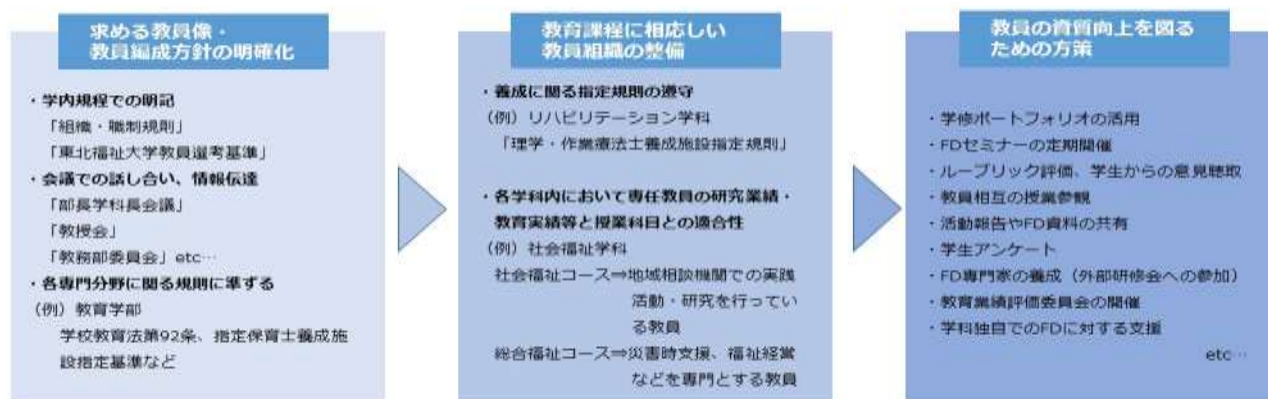 求める教員像・
教員編成方針の明確化
・学内規程での明記
「組織・職制規則」
「東北福祉大学教員選考基準」
・会議での話し合い、情報伝達
「部長学科長会議」
「教授会」
「教務部委員会」etc…
・各専門分野に関る規則に準ずる
(例)教育学部
学校教育法第92条、指定保育士養成施
設指定基準など
教育課程に相応しい
教員組織の整備
・養成に関する指定規則の遵守
(例)リハビリテーション学科
「理学・作業療法士養成施設指定規則」
・各学科内において専任教員の研究業績・
教育実績等と授業科目との適合性
(例)社会福祉学科
社会福祉コース⇒地域相談機関での実践
活動・研究を行ってい
る教員
総合福祉コース⇒災害時支援、福祉経営
などを専門とする教員
教員の資質向上を図る
ための方策
・学修ポートフォリオの活用
・FDセミナーの定期開催
・ルーブリック評価、学生からの意見聴取
・教員相互の授業参観
・活動報告やFD資料の共有
・学生アンケート
・FD専門家の養成(外部研修会への参加)
・教育業績評価委員会の開催
・学科独自でのFDに対する支援
etc…